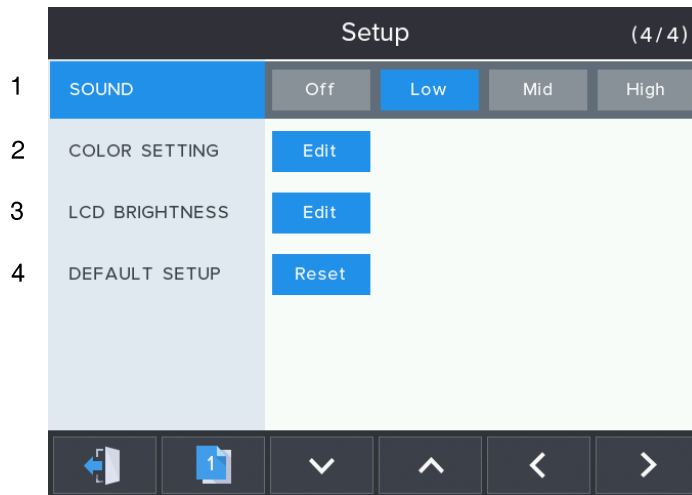 Setup (4/4)
1 SOUND Off Low Mid High
2 COLOR SETTING Edit
3 LCD BRIGHTNESS Edit
4 DEFAULT SETUP Reset
1